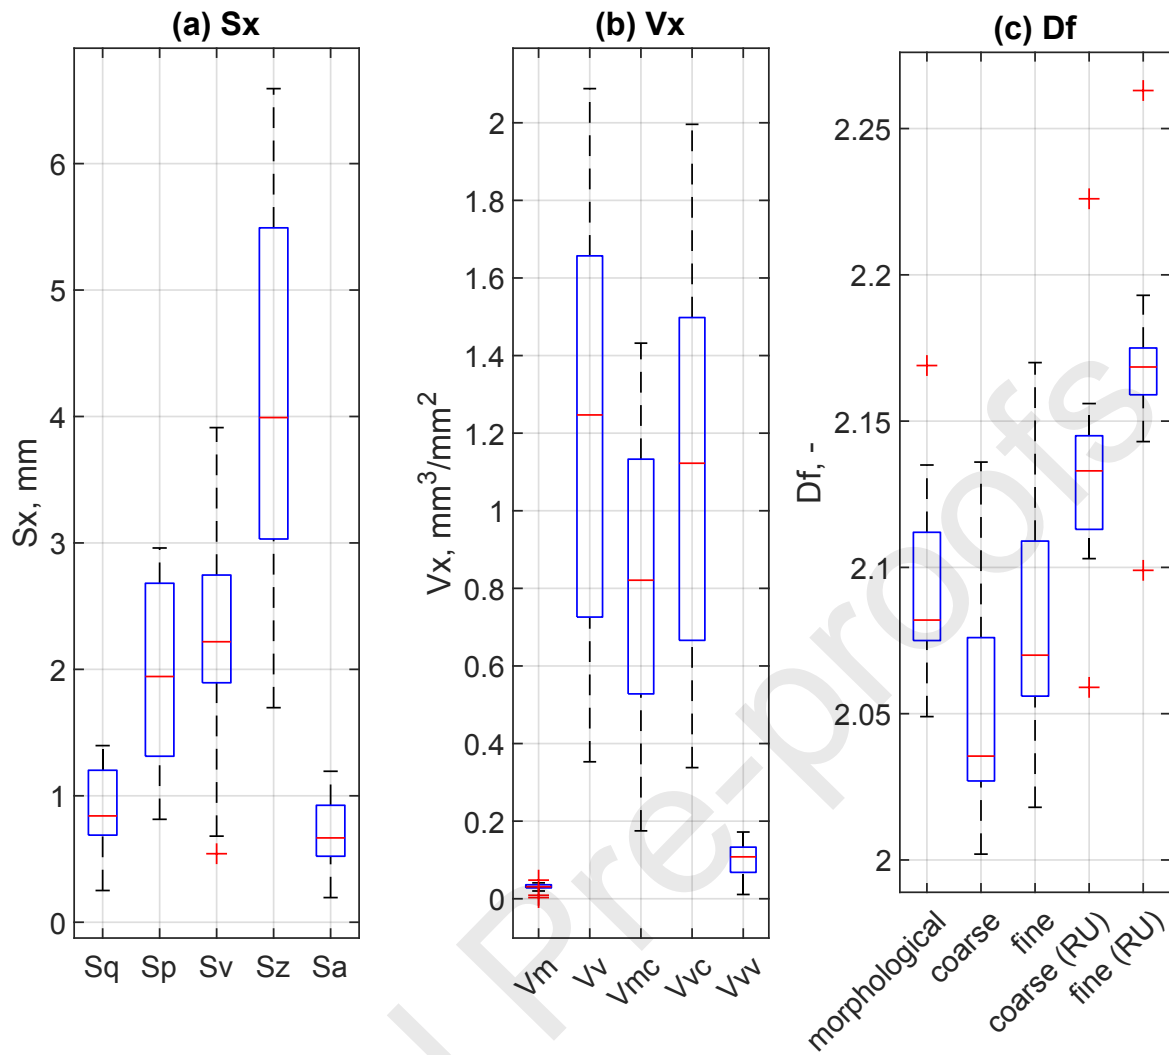 (a) Sx
(b) Vx
(c) Df
Sx, mm
6
5
4
3
2
1
0
Sq Sp Sv Sz Sa
Vx, mm³/mm²
2
1.8
1.6
1.4
1.2
1
0.8
0.6
0.4
0.2
0
Vm Vv Vmc Vvc Vvv
Df, -
2.25
2.2
2.15
2.1
2.05
2
morphological
coarse
fine
coarse (RU)
fine (RU)
Pre-proofs